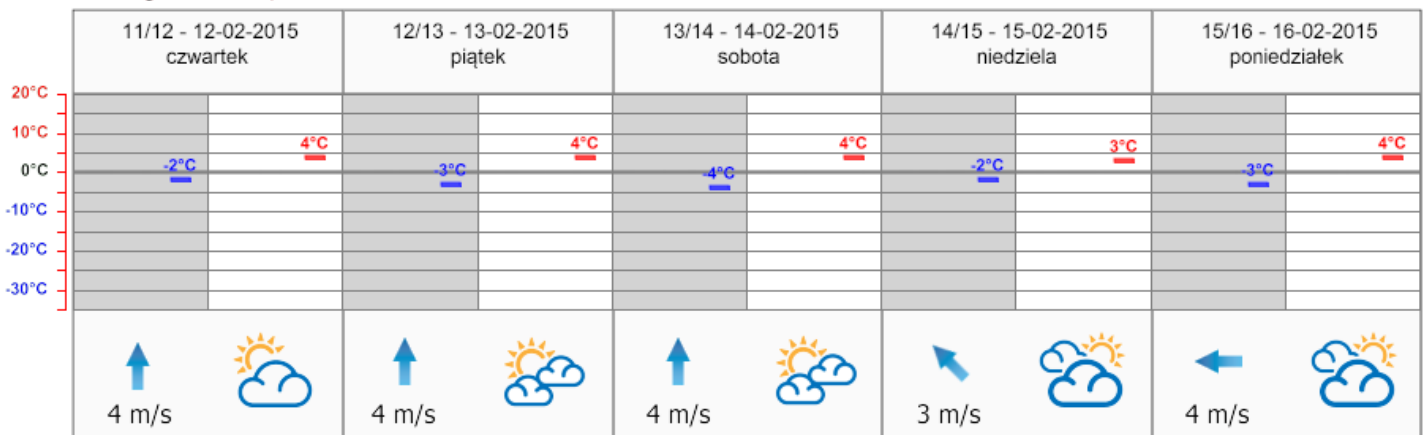 11/12 - 12-02-2015
czwartek
12/13 - 13-02-2015
piątek
13/14 - 14-02-2015
sobota
14/15 - 15-02-2015
niedziela
15/16 - 16-02-2015
poniedziałek
20°C
10°C
0°C
-10°C
-20°C
-30°C
-2°C
4°C
-3°C
4°C
-4°C
4°C
-2°C
3°C
-3°C
4°C
4 m/s
4 m/s
4 m/s
3 m/s
4 m/s